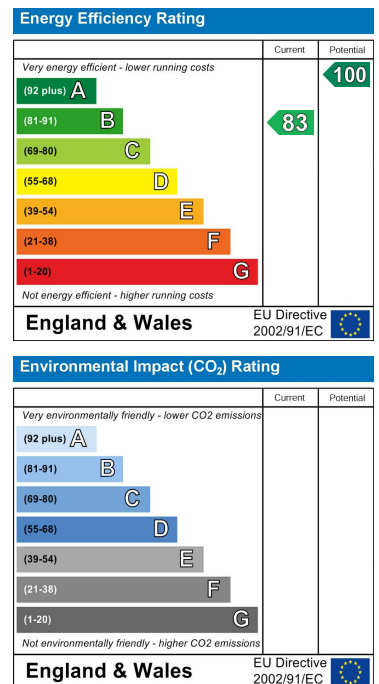 Energy Efficiency Rating
Current Potential
Very energy efficient - lower running costs
(92 plus) A
100
(81-91) B
83
(69-80) C
(55-68) D
(39-54) E
(21-38) F
(1-20) G
Not energy efficient - higher running costs
England & Wales
EU Directive
2002/91/EC
Environmental Impact (CO₂) Rating
Current Potential
Very environmentally friendly - lower CO2 emissions
(92 plus) A
(81-91) B
(69-80) C
(55-68) D
(39-54) E
(21-38) F
(1-20) G
Not environmentally friendly - higher CO2 emissions
England & Wales
EU Directive
2002/91/EC